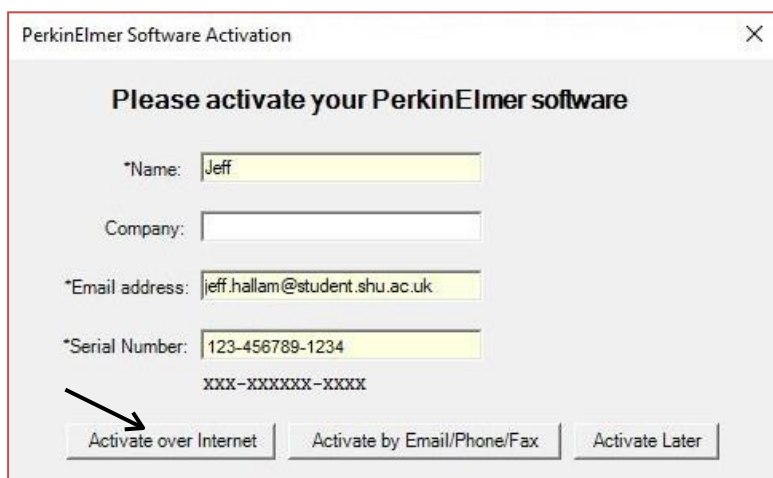 PerkinElmer Software Activation
Please activate your PerkinElmer software
*Name: Jeff
Company:
*Email address: jeff.hallam@student.shu.ac.uk
*Serial Number: 123-456789-1234
xxx-xxxxxx-xxxx
Activate over Internet Activate by Email/Phone/Fax Activate Later